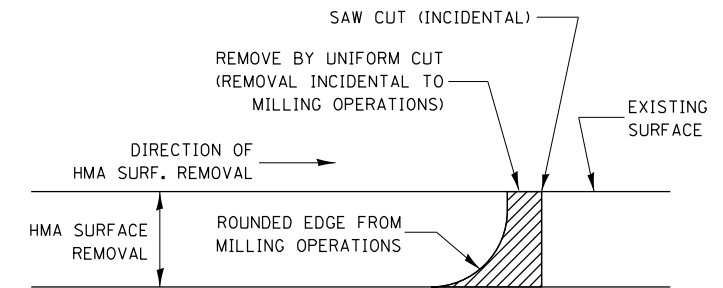 SAW CUT (INCIDENTAL)
REMOVE BY UNIFORM CUT
(REMOVAL INCIDENTAL TO
MILLING OPERATIONS)
EXISTING
SURFACE
DIRECTION OF
HMA SURF. REMOVAL
HMA SURFACE
REMOVAL
ROUNDED EDGE FROM
MILLING OPERATIONS